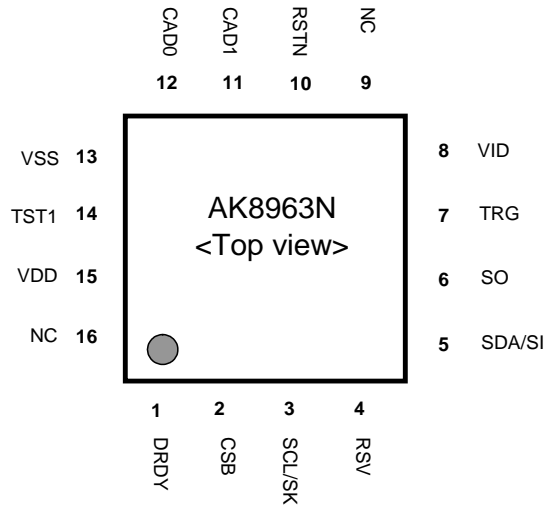 CAD0 CAD1 RSTN NC
12 11 10 9
VSS 13 8 VID
AK8963N
TST1 14 7 TRG
<Top view>
VDD 15 6 SO
NC 16 5 SDA/SI
1 2 3 4
DRDY CSB SCL/SK RSV